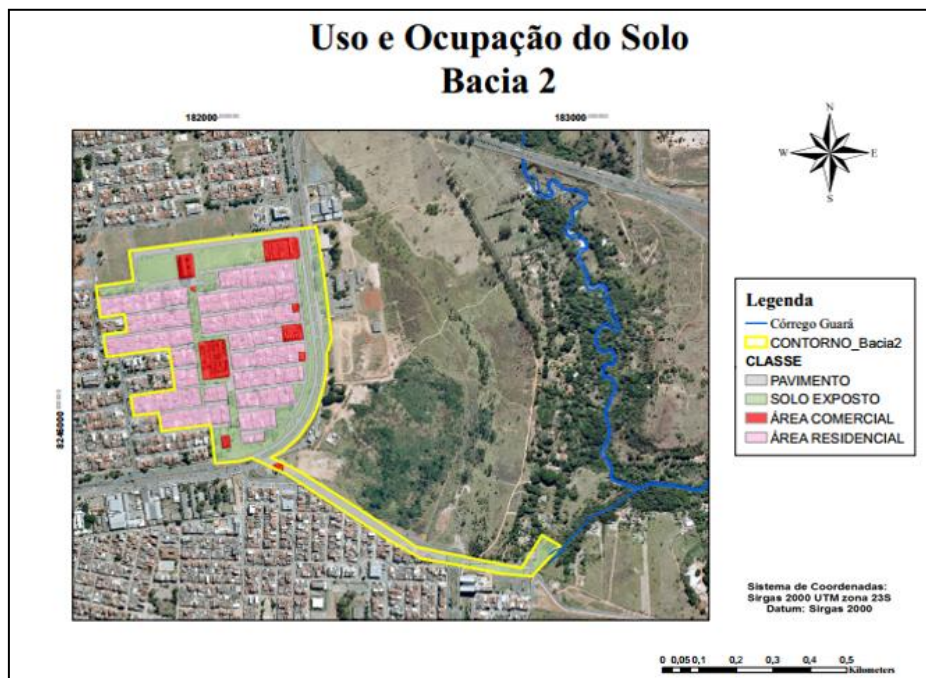 Uso e Ocupação do Solo
Bacia 2
182000
183000
N
W
E
S
8246000
Legenda
Córrego Guará
CONTORNO_Bacia2
CLASSE
PAVIMENTO
SOLO EXPOSTO
ÁREA COMERCIAL
ÁREA RESIDENCIAL
Sistema de Coordenadas:
Sirgas 2000 UTM zona 23S
Datum: Sirgas 2000
0 0,05 0,1 0,2 0,3 0,4 0,5
Kilometers